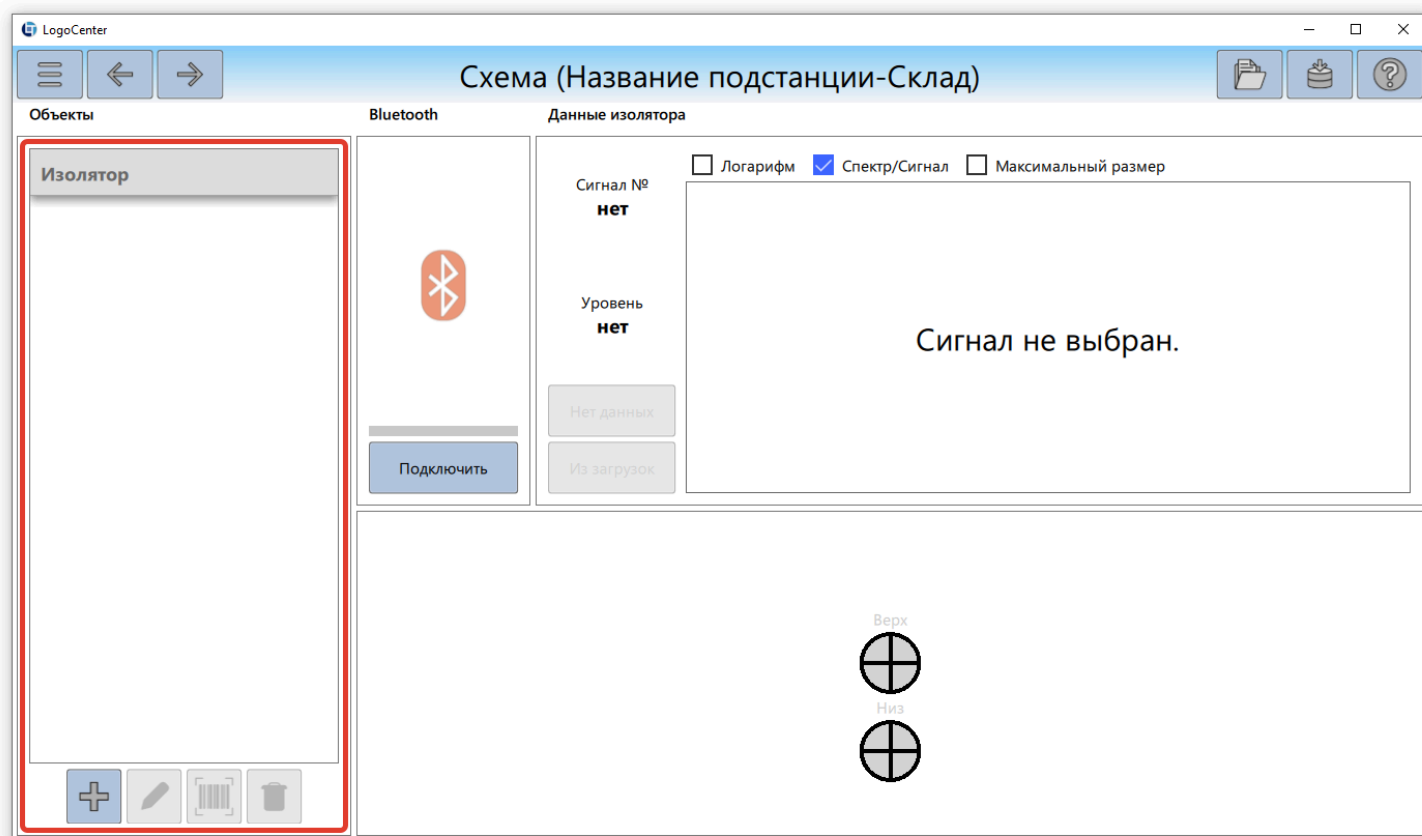 LogoCenter
Схема (Название подстанции-Склад)
Объекты
Bluetooth
Данные изолятора
Изолятор
Логарифм
Спектр/Сигнал
Максимальный размер
Сигнал №
нет
Уровень
нет
Сигнал не выбран.
Нет данных
Подключить
Из загрузок
Верх
Низ